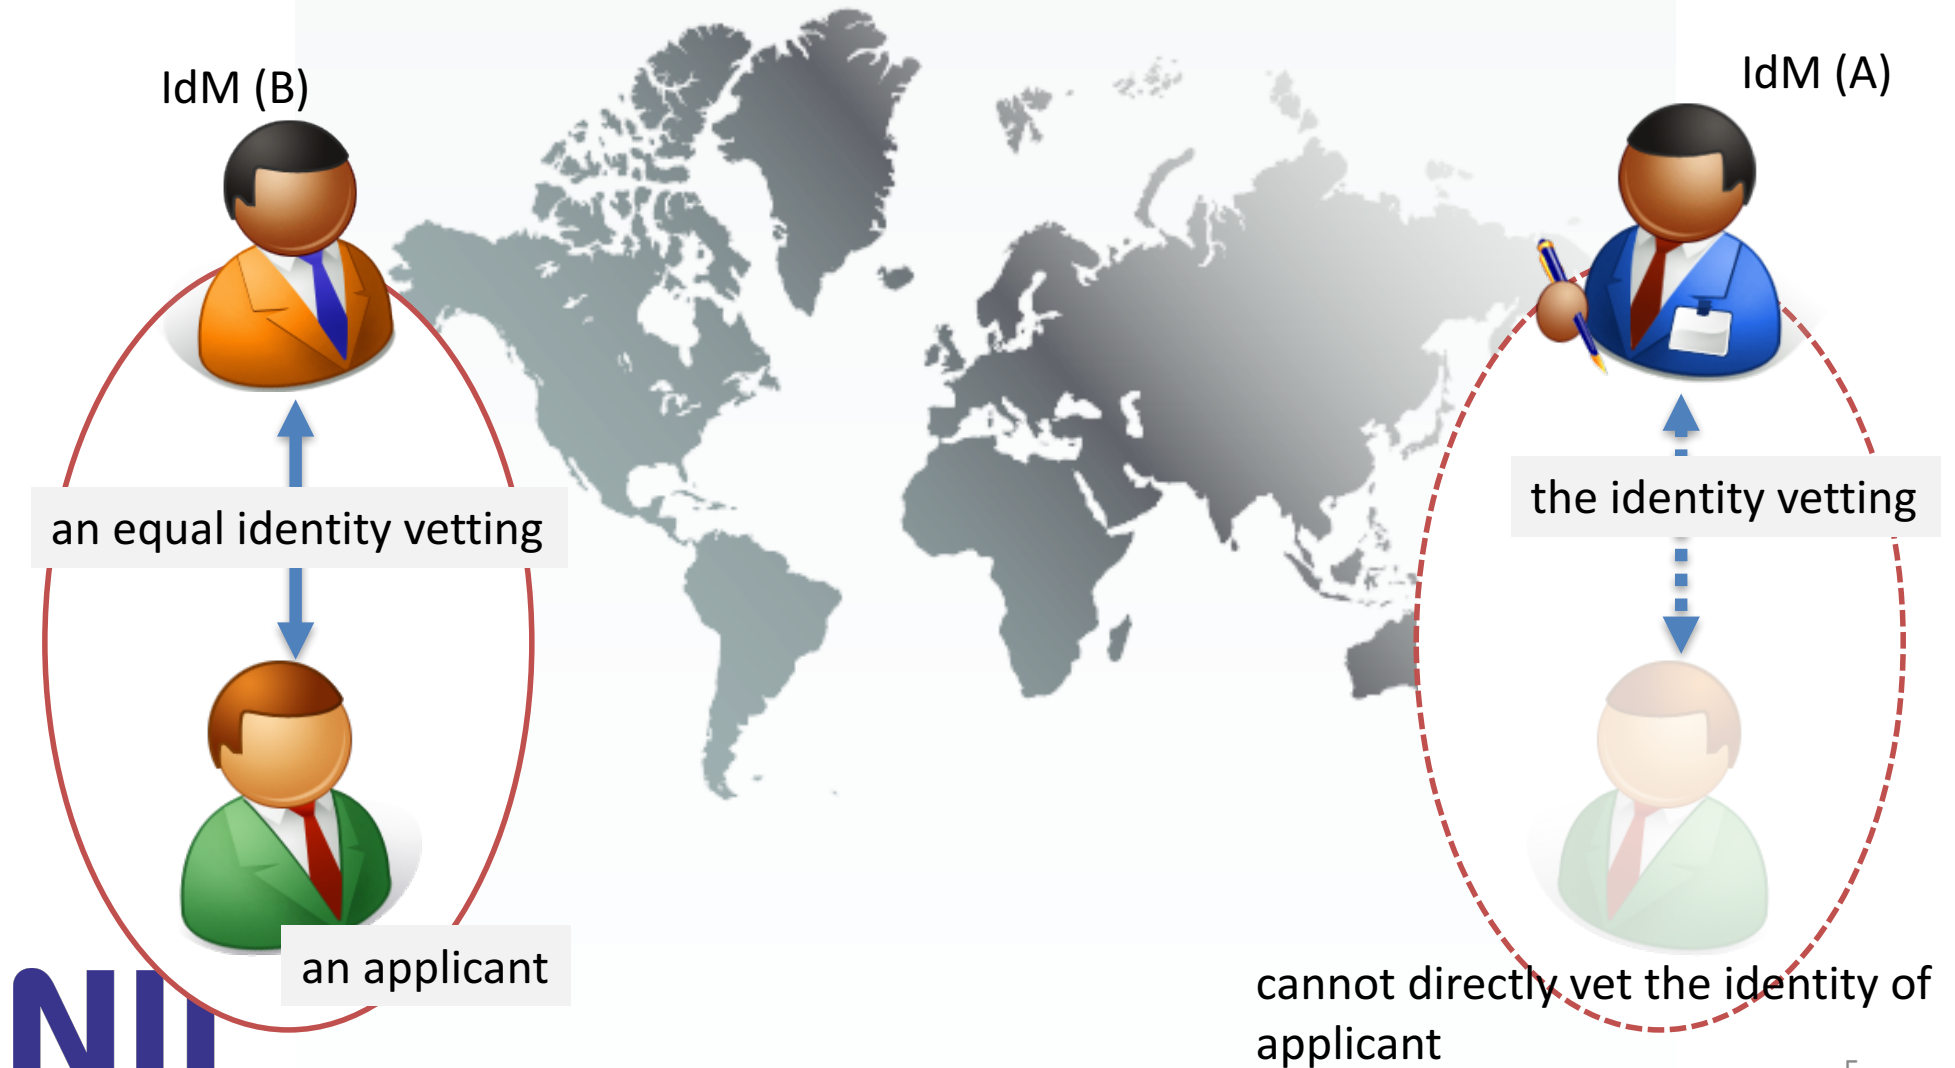 IdM (B)
IdM (A)
an equal identity vetting
the identity vetting
an applicant
cannot directly vet the identity of
applicant
NII
5